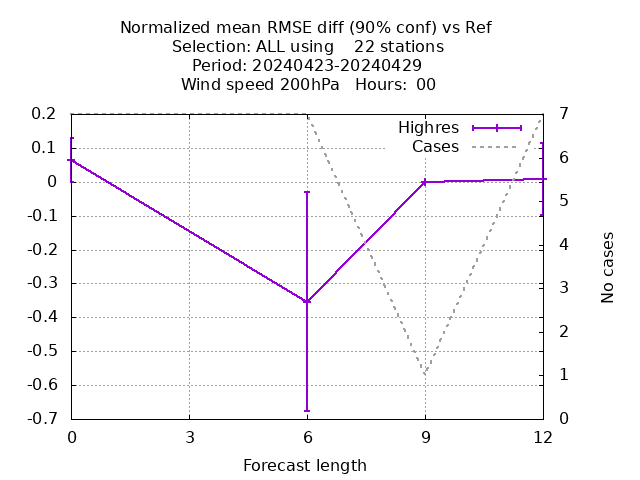 Normalized mean RMSE diff (90% conf) vs Ref
Selection: ALL using    22 stations
Period: 20240423-20240429
Wind speed 200hPa   Hours:  00
Highres
Cases
0.2
0.1
0
-0.1
-0.2
-0.3
-0.4
-0.5
-0.6
-0.7
7
6
5
4
3
2
1
0
No cases
0 3 6 9 12
Forecast length